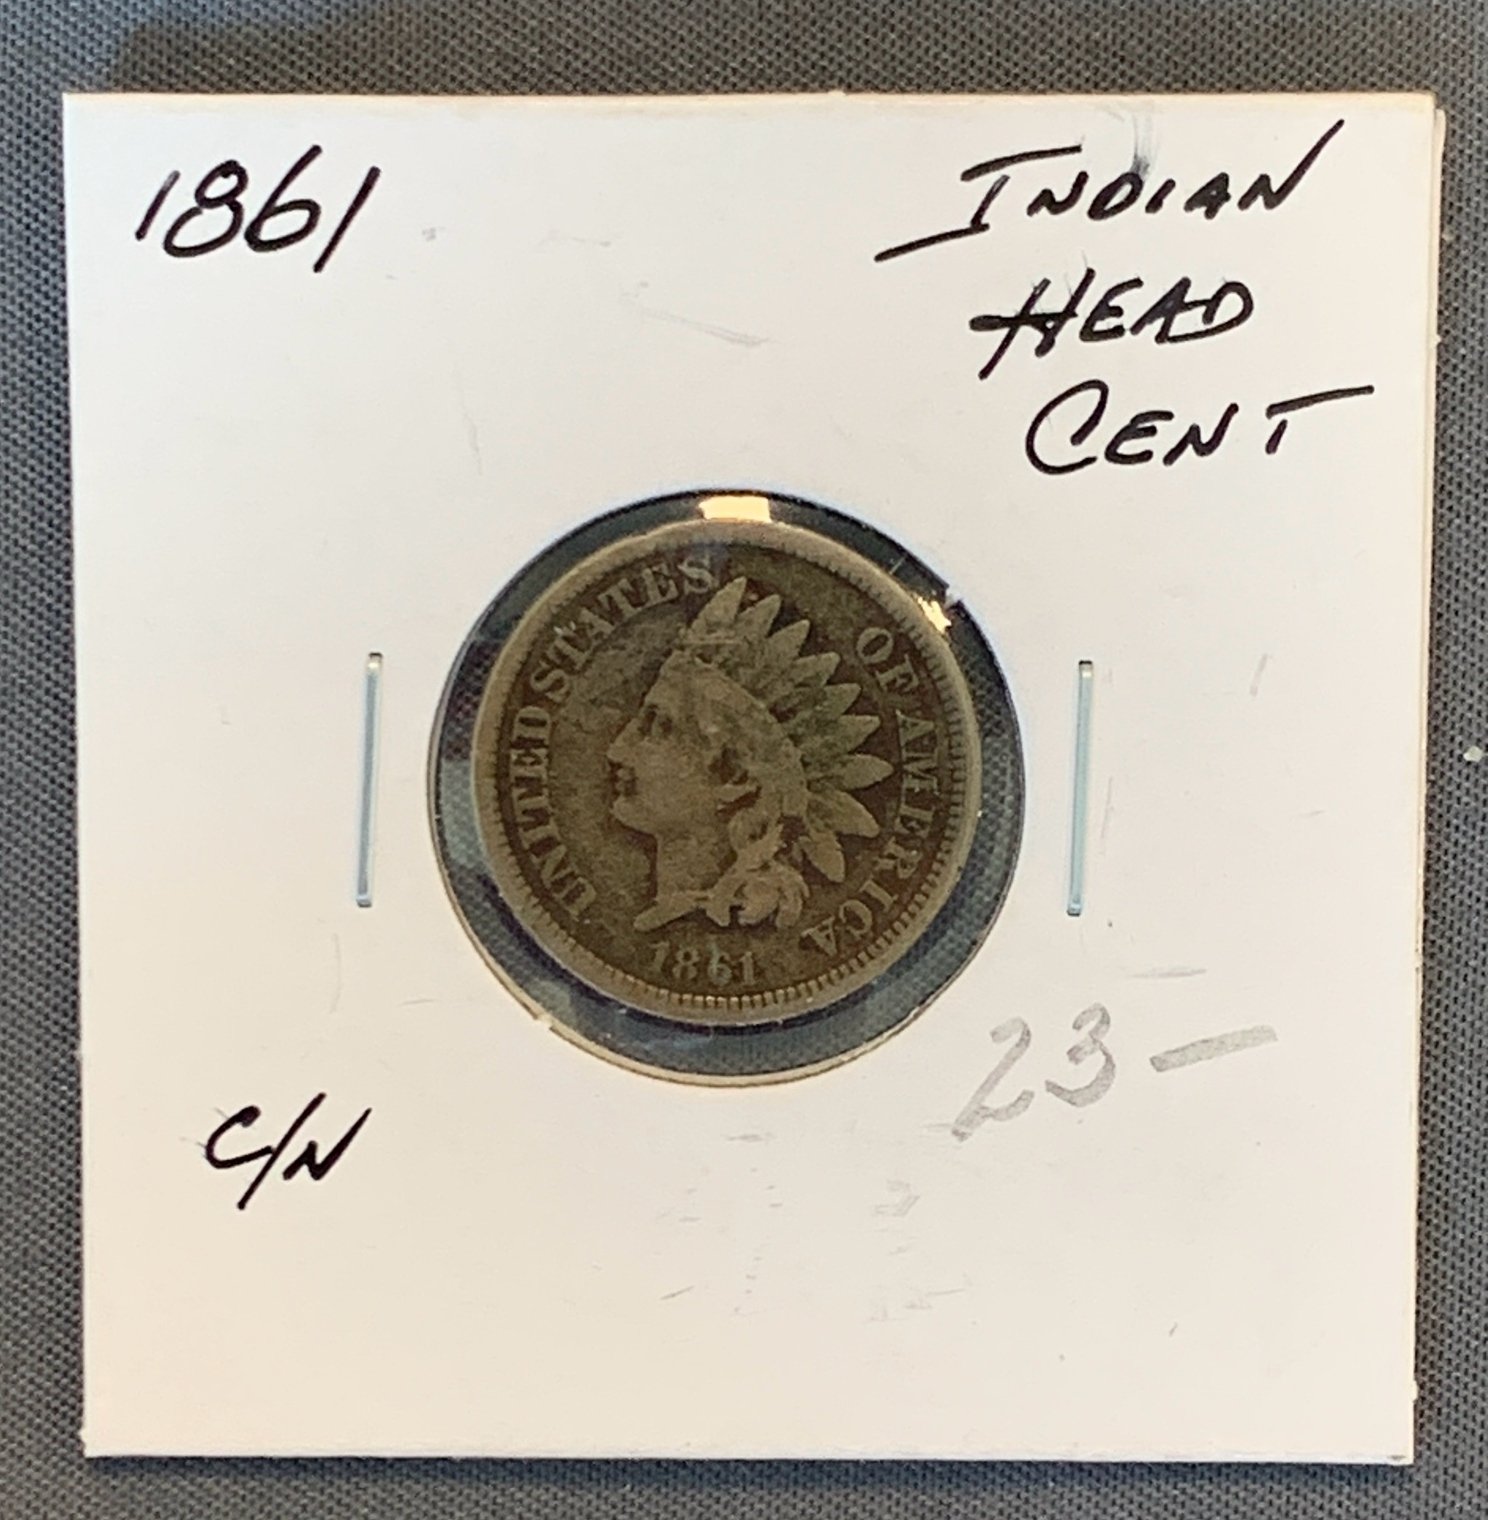 1861
INDIAN
HEAD
CENT
UNITED STATES OF AMERICA
1861
C/N
23—